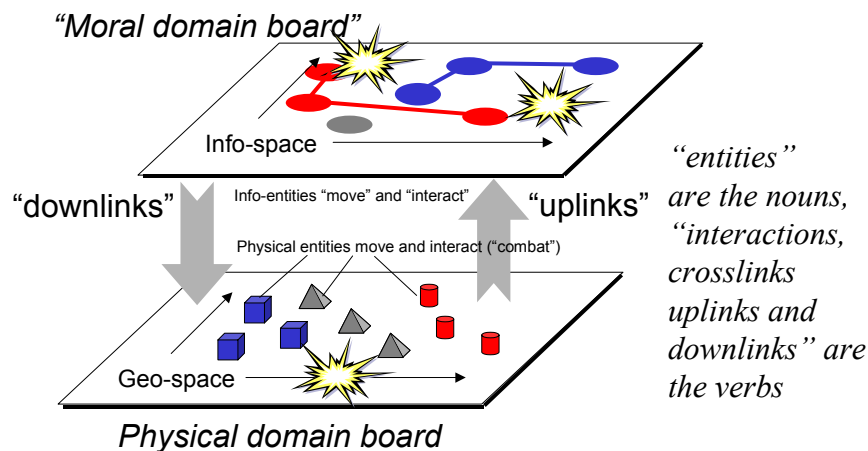 “Moral domain board”
Info-space
“downlinks”
Info-entities “move” and “interact”
“uplinks”
Physical entities move and interact (“combat”)
Geo-space
Physical domain board
“entities”
are the nouns,
“interactions,
crosslinks
uplinks and
downlinks” are
the verbs